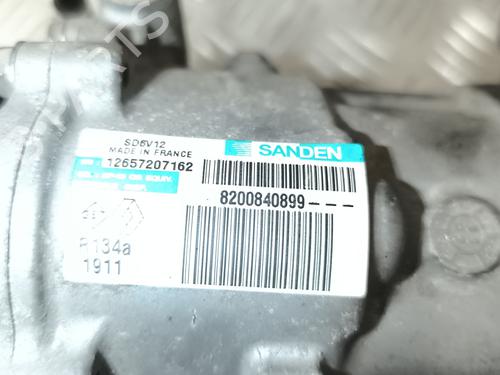 SD6V12
MADE IN FRANCE
SANDEN
12657207162
8200840899---
R134a
1911